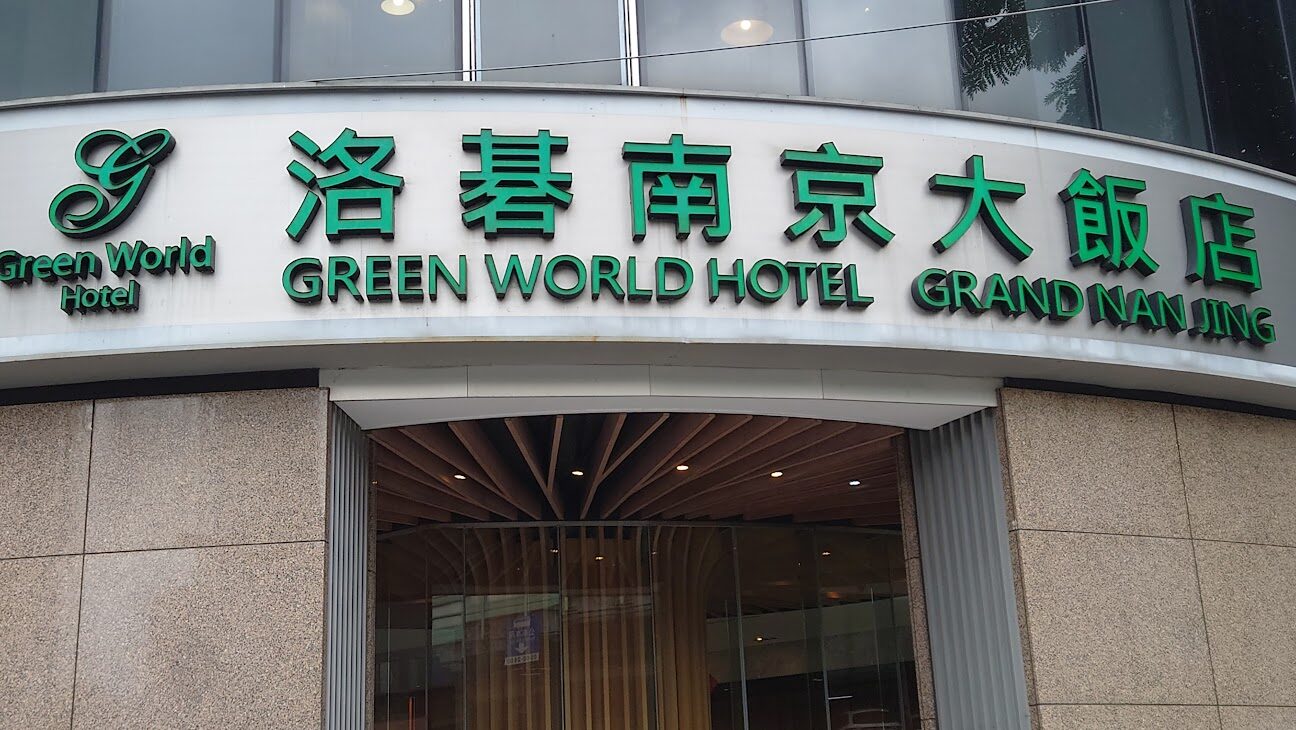 Green World
Hotel
洛碁南京大飯店
GREEN WORLD HOTEL GRAND NAN JING